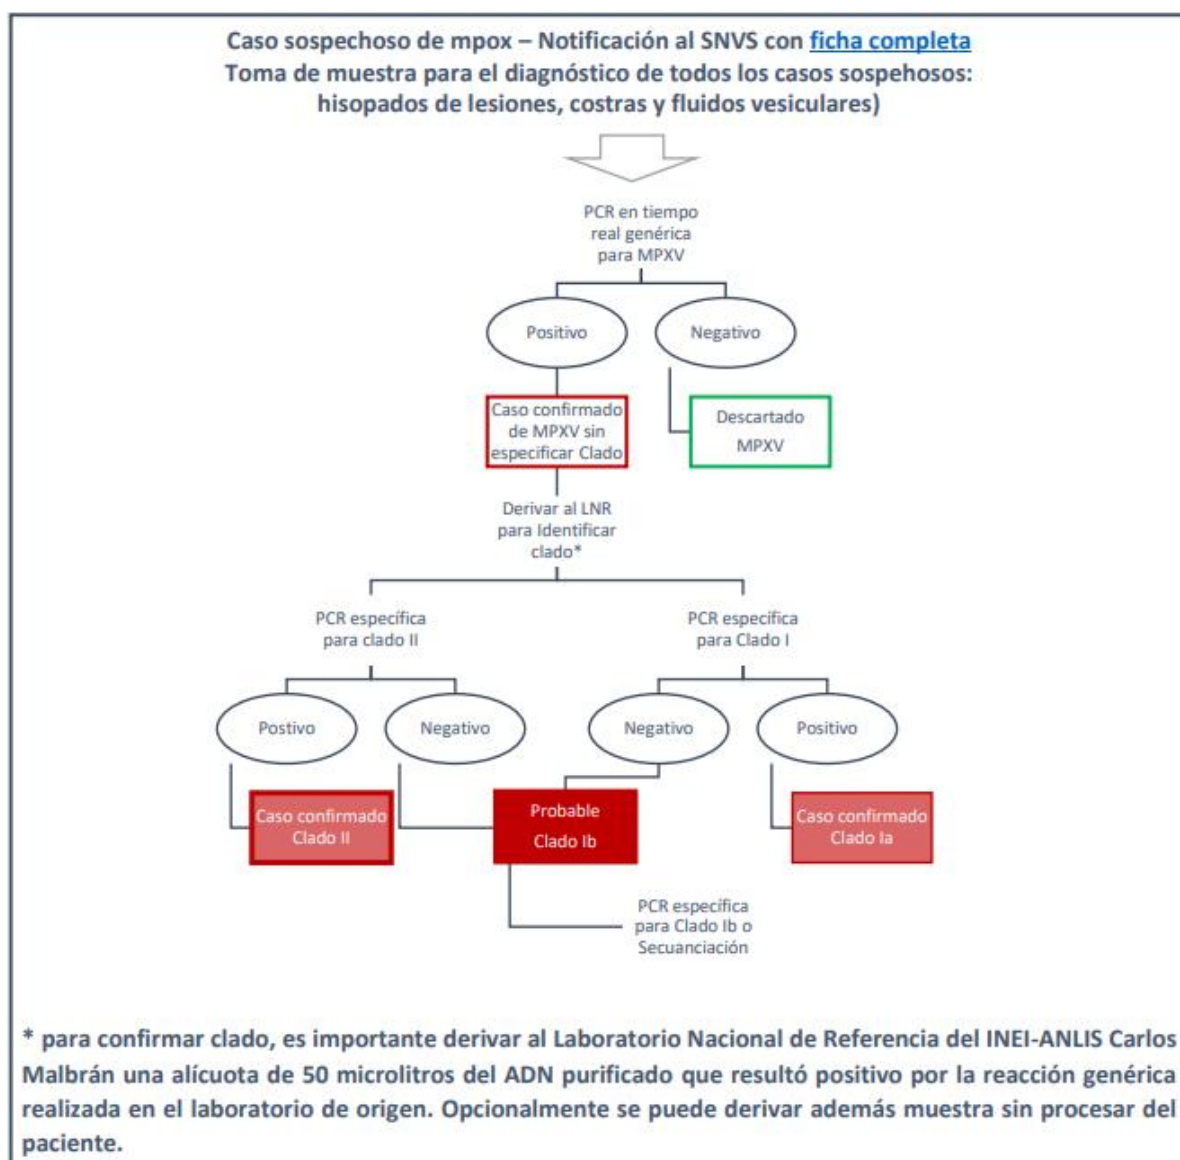 Caso sospechoso de mpox – Notificación al SNVS con ficha completa
Toma de muestra para el diagnóstico de todos los casos sospehosos:
hisopados de lesiones, costras y fluidos vesiculares)
PCR en tiempo
real genérica
para MPXV
Positivo
Negativo
Caso confirmado
de MPXV sin
especificar Clado
Descartado
MPXV
Derivar al LNR
para Identificar
clado*
PCR específica
para clado II
PCR específica
para Clado I
Postivo
Negativo
Negativo
Positivo
Caso confirmado
Clado II
Probable
Clado Ib
Caso confirmado
Clado Ia
PCR específica
para Clado Ib o
Secuanciación
* para confirmar clado, es importante derivar al Laboratorio Nacional de Referencia del INEI-ANLIS Carlos
Malbrán una alícuota de 50 microlitros del ADN purificado que resultó positivo por la reacción genérica
realizada en el laboratorio de origen. Opcionalmente se puede derivar además muestra sin procesar del
paciente.